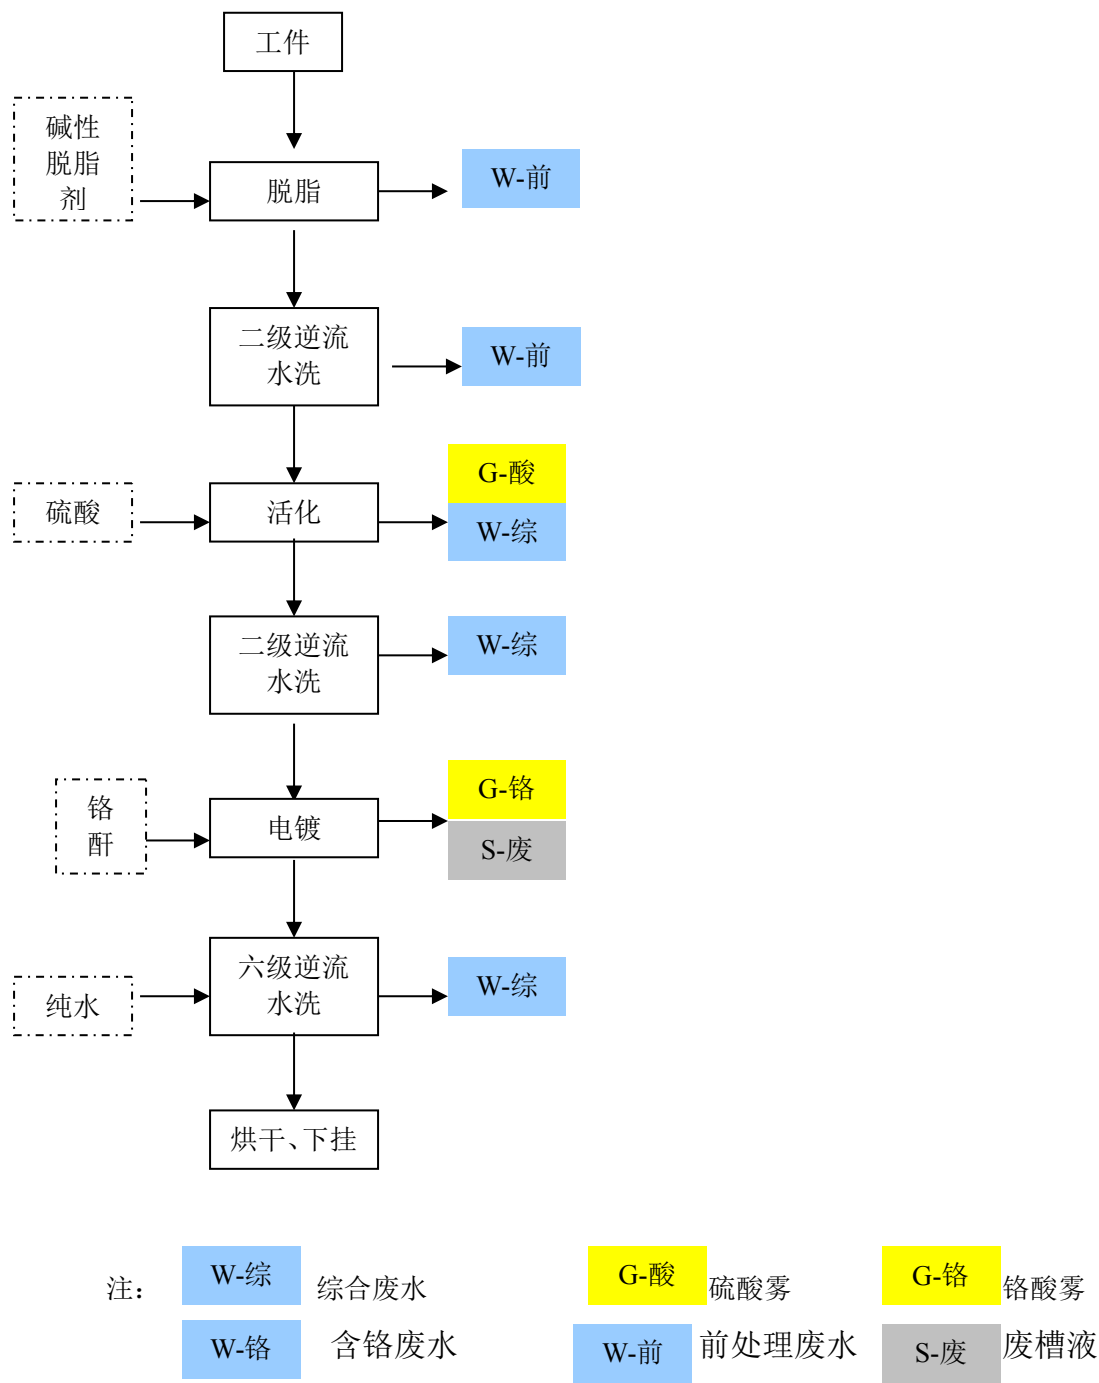 工件
碱性
脱脂
剂
脱脂
W-前
二级逆流
水洗
W-前
硫酸
活化
G-酸
W-综
二级逆流
水洗
W-综
铬
酐
电镀
G-铬
S-废
纯水
六级逆流
水洗
W-综
烘干、下挂
注：
W-综
综合废水
G-酸
硫酸雾
G-铬
铬酸雾
W-铬
含铬废水
W-前
前处理废水
S-废
废槽液